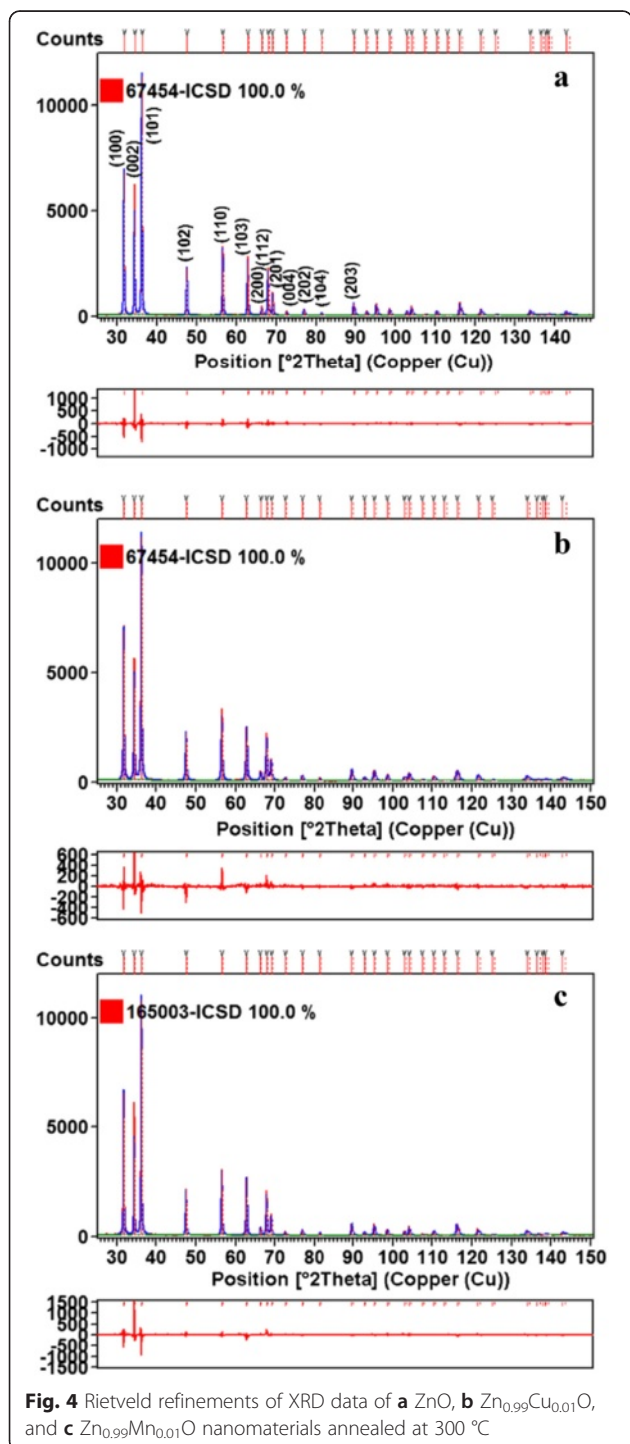 Counts
a
67454-ICSD 100.0 %
10000
5000
0
(100)
(002)
(101)
(102)
(110)
(103)
(200)
(112)
(201)
(004)
(202)
(104)
(203)
30 40 50 60 70 80 90 100 110 120 130 140
Position [°2Theta] (Copper (Cu))
1000
500
0
-500
-1000
Counts
b
67454-ICSD 100.0 %
10000
5000
0
30 40 50 60 70 80 90 100 110 120 130 140 150
Position [°2Theta] (Copper (Cu))
600
400
200
0
-200
-400
-600
Counts
c
165003-ICSD 100.0 %
10000
5000
0
30 40 50 60 70 80 90 100 110 120 130 140 150
Position [°2Theta] (Copper (Cu))
1500
1000
500
0
-500
-1000
-1500
Fig. 4 Rietveld refinements of XRD data of a ZnO, b Zn₀.₉₉Cu₀.₀₁O,
and c Zn₀.₉₉Mn₀.₀₁O nanomaterials annealed at 300 °C